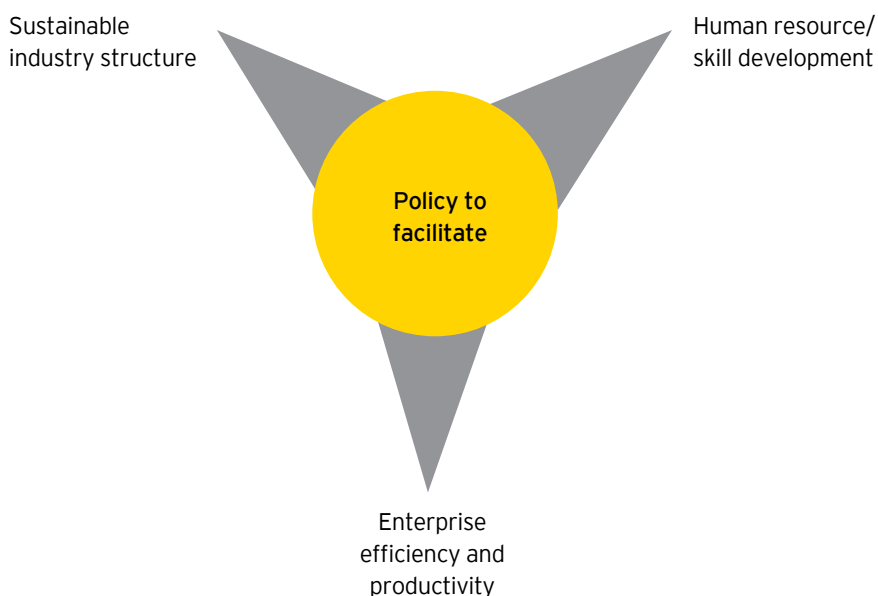 Sustainable
industry structure
Human resource/
skill development
Policy to
facilitate
Enterprise
efficiency and
productivity